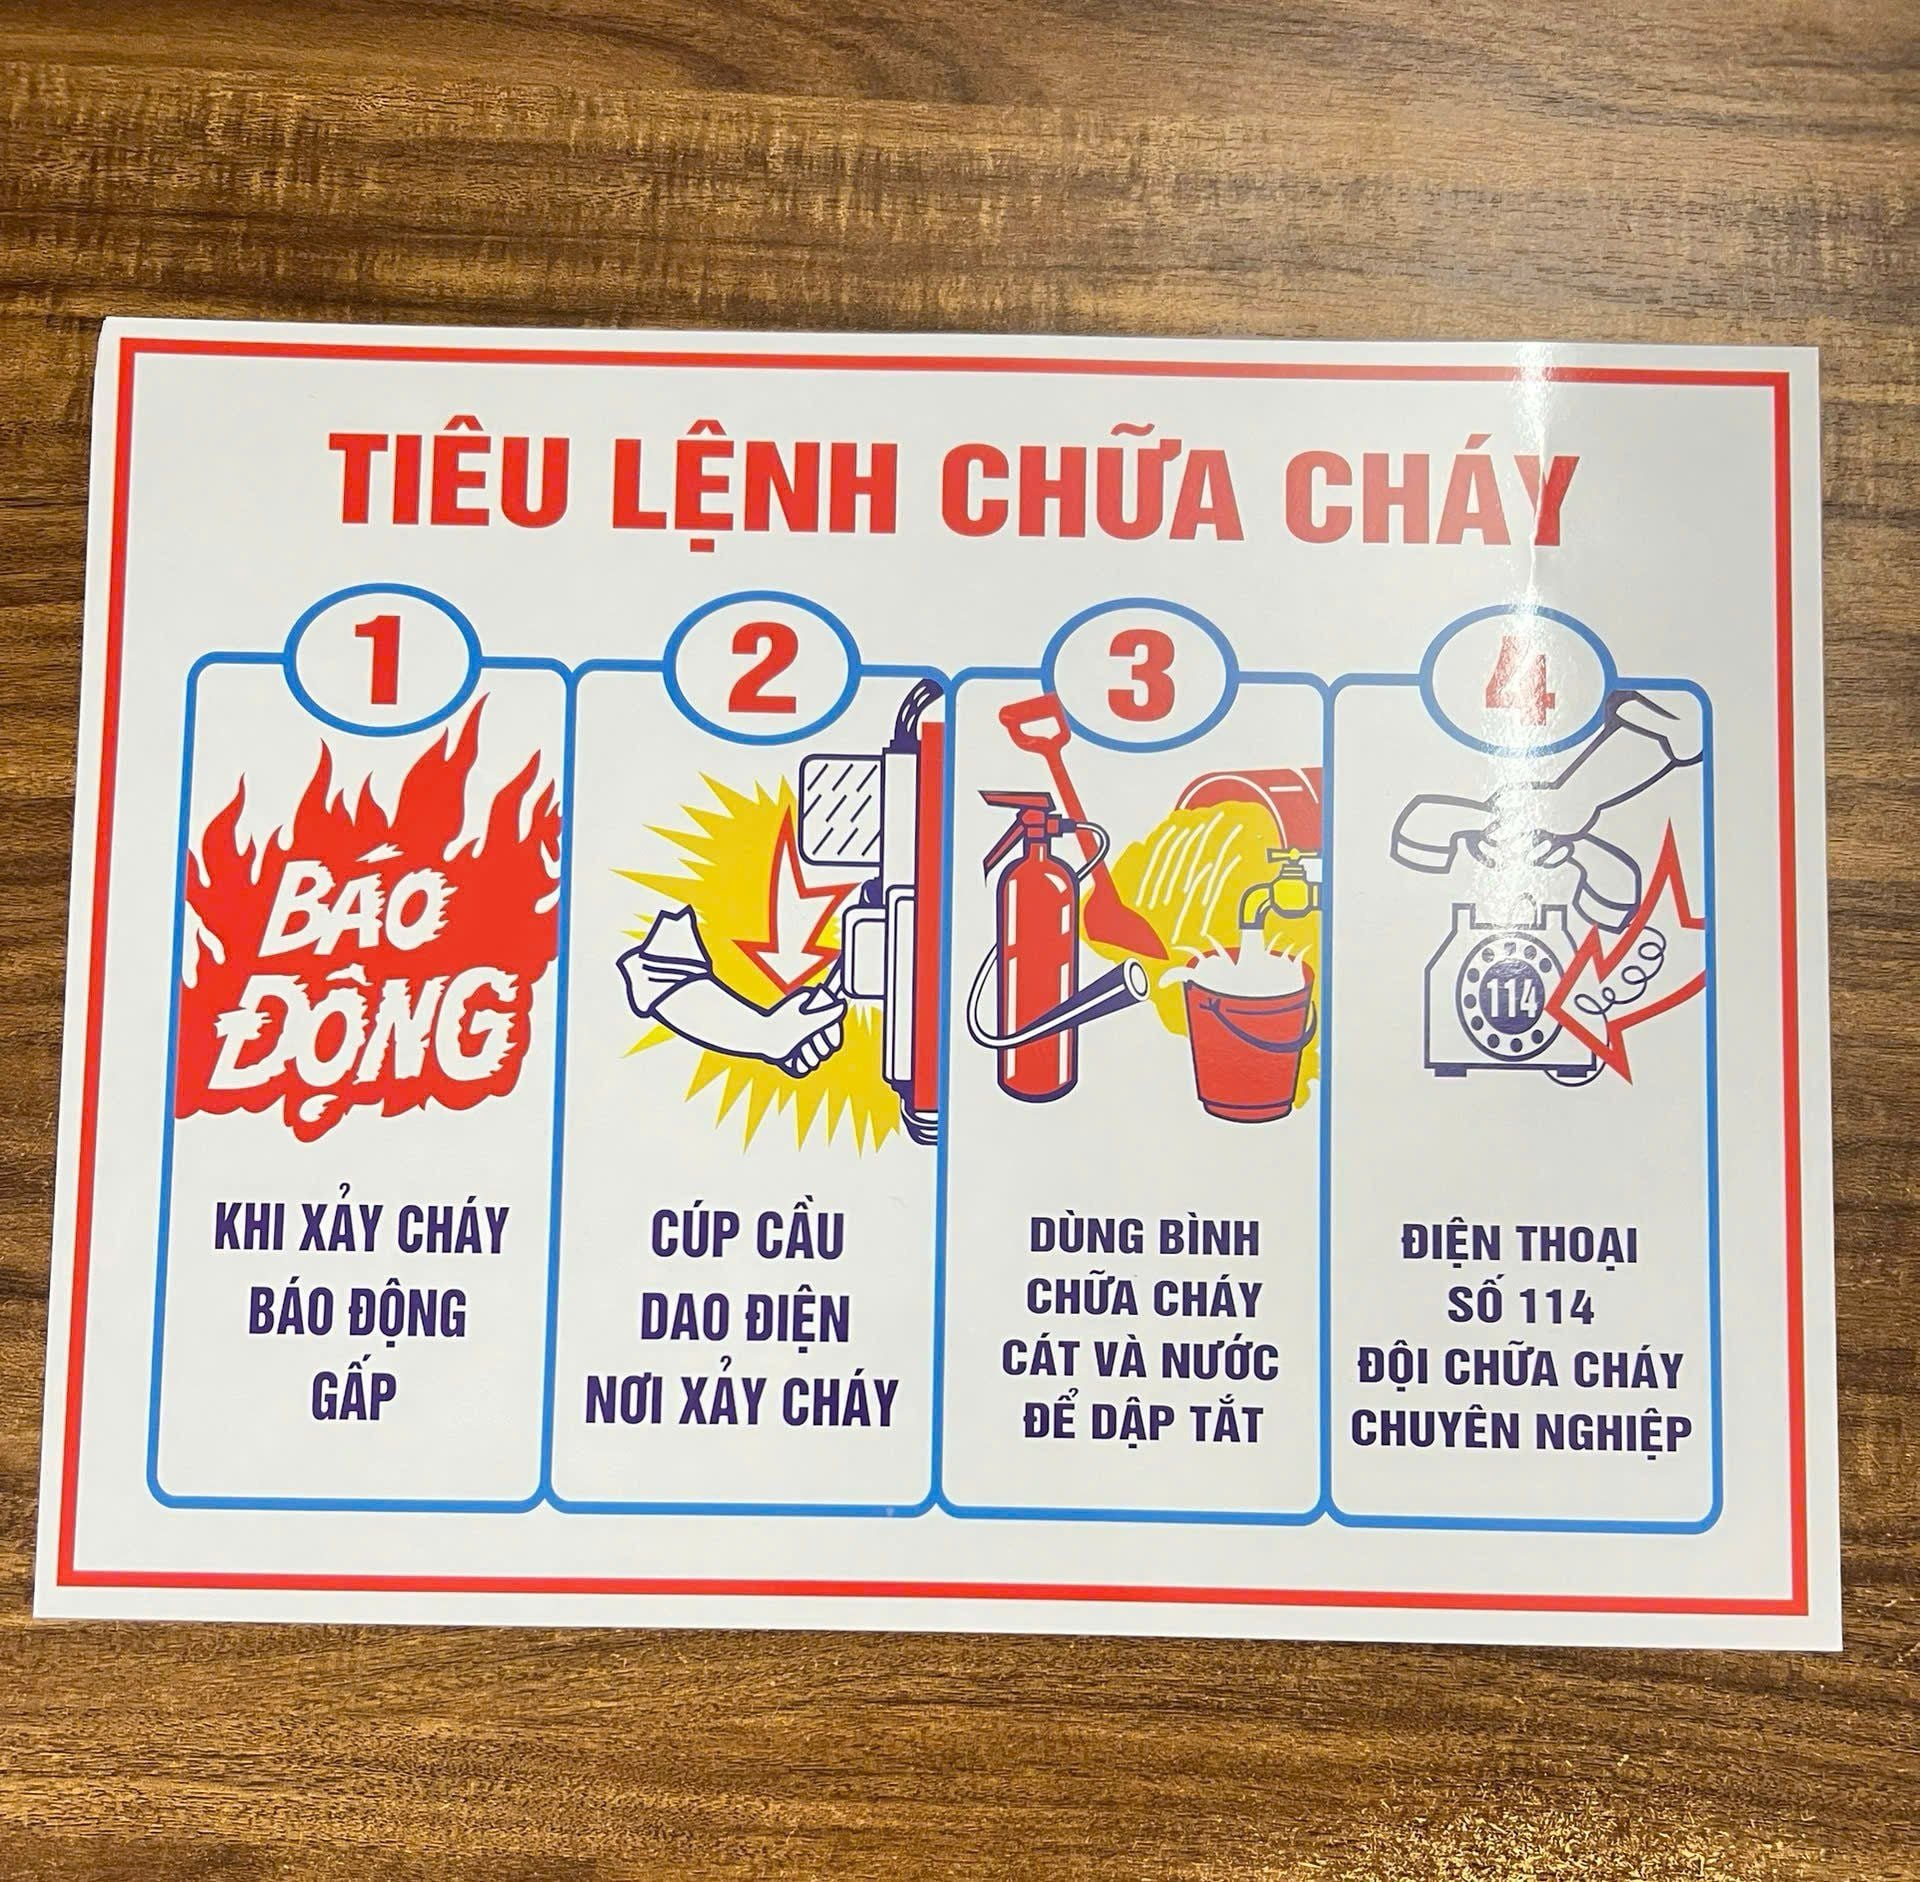 TIÊU LỆNH CHỮA CHÁY
1
BÁO
ĐỘNG
KHI XẢY CHÁY
BÁO ĐỘNG
GẤP
2
CÚP CẦU
DAO ĐIỆN
NƠI XẢY CHÁY
3
DÙNG BÌNH
CHỮA CHÁY
CÁT VÀ NƯỚC
ĐỂ DẬP TẮT
4
114
ĐIỆN THOẠI
SỐ 114
ĐỘI CHỮA CHÁY
CHUYÊN NGHIỆP